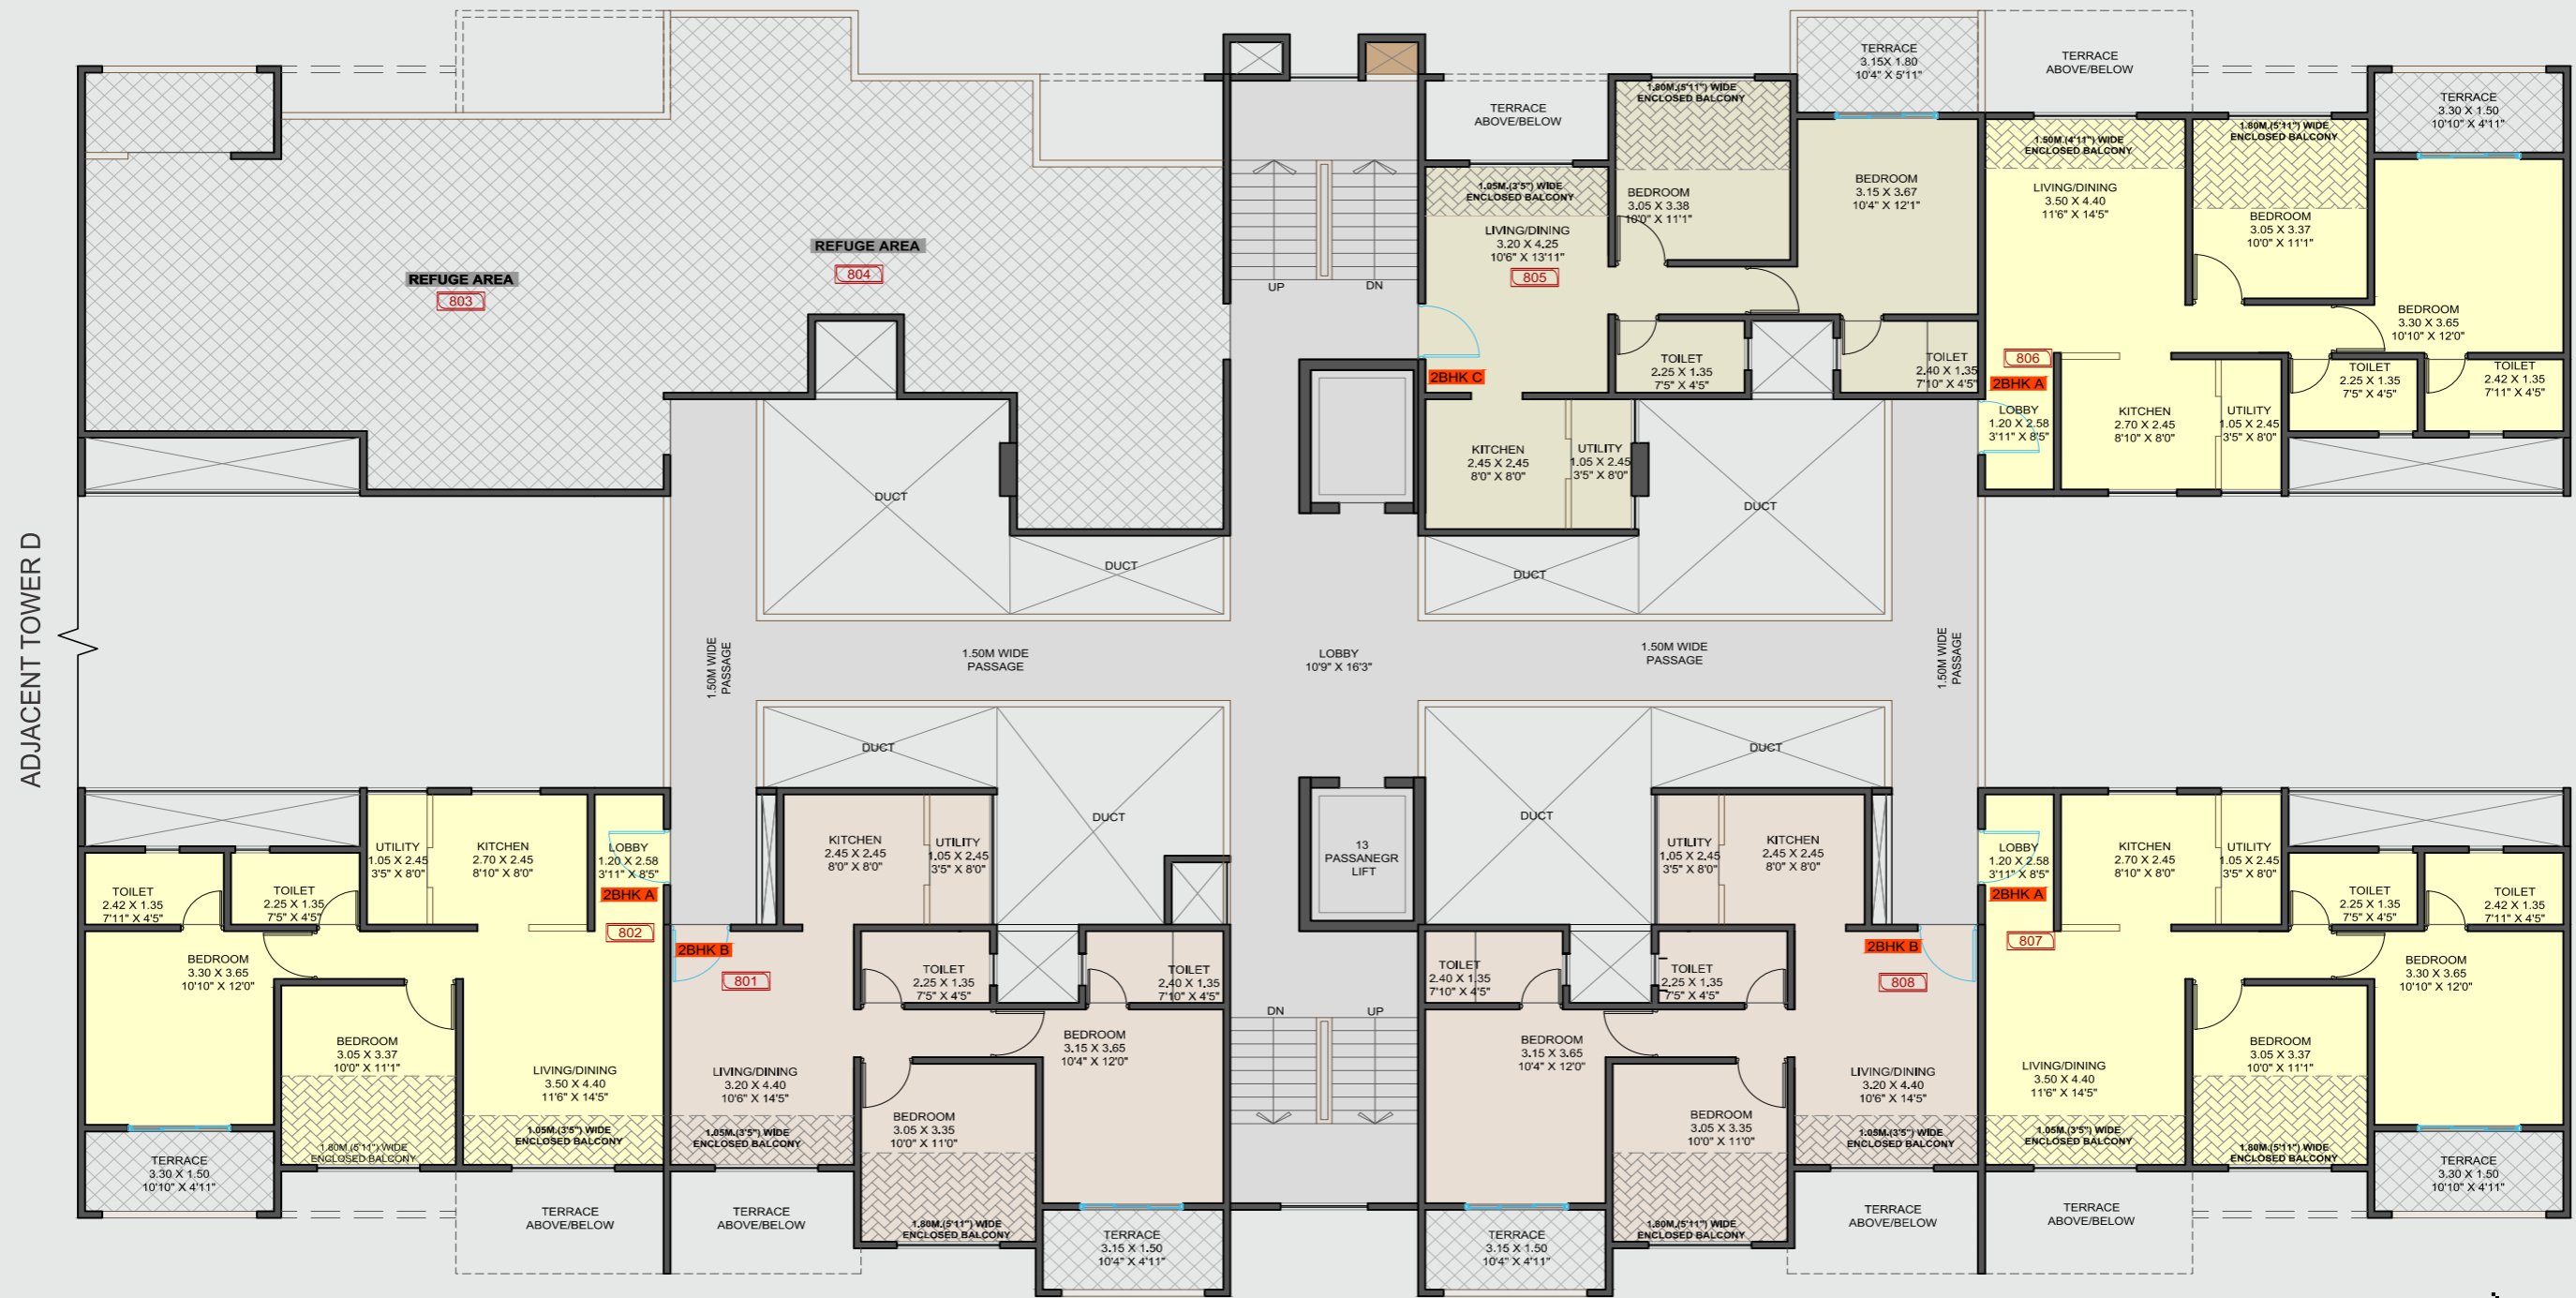 ADJACENT TOWER D
REFUGE AREA
803
REFUGE AREA
804
UP
DN
DUCT
DUCT
TERRACE
ABOVE/BELOW
1.80M.(5'11") WIDE
ENCLOSED BALCONY
1.05M.(3'5") WIDE
ENCLOSED BALCONY
BEDROOM
3.05 X 3.38
10'0" X 11'1"
LIVING/DINING
3.20 X 4.25
10'6" X 13'11"
805
2BHK C
KITCHEN
2.45 X 2.45
8'0" X 8'0"
UTILITY
1.05 X 2.45
3'5" X 8'0"
TOILET
2.25 X 1.35
7'5" X 4'5"
TERRACE
3.15X 1.80
10'4" X 5'11"
BEDROOM
3.15 X 3.67
10'4" X 12'1"
TOILET
2.40 X 1.35
7'10" X 4'5"
DUCT
DUCT
TERRACE
ABOVE/BELOW
1.50M.(4'11") WIDE
ENCLOSED BALCONY
LIVING/DINING
3.50 X 4.40
11'6" X 14'5"
806
2BHK A
LOBBY
1.20 X 2.58
3'11" X 8'5"
KITCHEN
2.70 X 2.45
8'10" X 8'0"
UTILITY
1.05 X 2.45
3'5" X 8'0"
1.80M.(5'11") WIDE
ENCLOSED BALCONY
BEDROOM
3.05 X 3.37
10'0" X 11'1"
TERRACE
3.30 X 1.50
10'10" X 4'11"
BEDROOM
3.30 X 3.65
10'10" X 12'0"
TOILET
2.25 X 1.35
7'5" X 4'5"
TOILET
2.42 X 1.35
7'11" X 4'5"
1.50M WIDE
PASSAGE
1.50M WIDE
PASSAGE
LOBBY
10'9" X 16'3"
1.50M WIDE
PASSAGE
1.50M WIDE
PASSAGE
UTILITY
1.05 X 2.45
3'5" X 8'0"
KITCHEN
2.70 X 2.45
8'10" X 8'0"
LOBBY
1.20 X 2.58
3'11" X 8'5"
2BHK A
802
TOILET
2.42 X 1.35
7'11" X 4'5"
TOILET
2.25 X 1.35
7'5" X 4'5"
BEDROOM
3.30 X 3.65
10'10" X 12'0"
BEDROOM
3.05 X 3.37
10'0" X 11'1"
1.80M.(5'11") WIDE
ENCLOSED BALCONY
LIVING/DINING
3.50 X 4.40
11'6" X 14'5"
1.05M.(3'5") WIDE
ENCLOSED BALCONY
TERRACE
3.30 X 1.50
10'10" X 4'11"
TERRACE
ABOVE/BELOW
DUCT
DUCT
KITCHEN
2.45 X 2.45
8'0" X 8'0"
UTILITY
1.05 X 2.45
3'5" X 8'0"
2BHK B
801
TOILET
2.25 X 1.35
7'5" X 4'5"
TOILET
2.40 X 1.35
7'10" X 4'5"
LIVING/DINING
3.20 X 4.40
10'6" X 14'5"
1.05M.(3'5") WIDE
ENCLOSED BALCONY
BEDROOM
3.05 X 3.35
10'0" X 11'0"
1.80M.(5'11") WIDE
ENCLOSED BALCONY
BEDROOM
3.15 X 3.65
10'4" X 12'0"
TERRACE
ABOVE/BELOW
TERRACE
3.15 X 1.50
10'4" X 4'11"
13
PASSANEGR
LIFT
DN
UP
DUCT
DUCT
UTILITY
1.05 X 2.45
3'5" X 8'0"
KITCHEN
2.45 X 2.45
8'0" X 8'0"
2BHK B
808
TOILET
2.40 X 1.35
7'10" X 4'5"
TOILET
2.25 X 1.35
7'5" X 4'5"
BEDROOM
3.15 X 3.65
10'4" X 12'0"
BEDROOM
3.05 X 3.35
10'0" X 11'0"
1.80M.(5'11") WIDE
ENCLOSED BALCONY
LIVING/DINING
3.20 X 4.40
10'6" X 14'5"
1.05M.(3'5") WIDE
ENCLOSED BALCONY
TERRACE
3.15 X 1.50
10'4" X 4'11"
TERRACE
ABOVE/BELOW
LOBBY
1.20 X 2.58
3'11" X 8'5"
2BHK A
807
KITCHEN
2.70 X 2.45
8'10" X 8'0"
UTILITY
1.05 X 2.45
3'5" X 8'0"
TOILET
2.25 X 1.35
7'5" X 4'5"
TOILET
2.42 X 1.35
7'11" X 4'5"
LIVING/DINING
3.50 X 4.40
11'6" X 14'5"
1.05M.(3'5") WIDE
ENCLOSED BALCONY
BEDROOM
3.05 X 3.37
10'0" X 11'1"
1.80M.(5'11") WIDE
ENCLOSED BALCONY
BEDROOM
3.30 X 3.65
10'10" X 12'0"
TERRACE
ABOVE/BELOW
TERRACE
3.30 X 1.50
10'10" X 4'11"